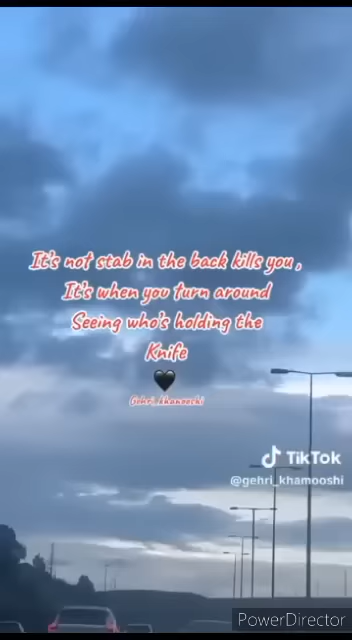 It's not stab in the back kills you ,
It's when you turn around
Seeing who's holding the
Knife
Gehri_khamooshi
TikTok
@gehri_khamooshi
PowerDirector